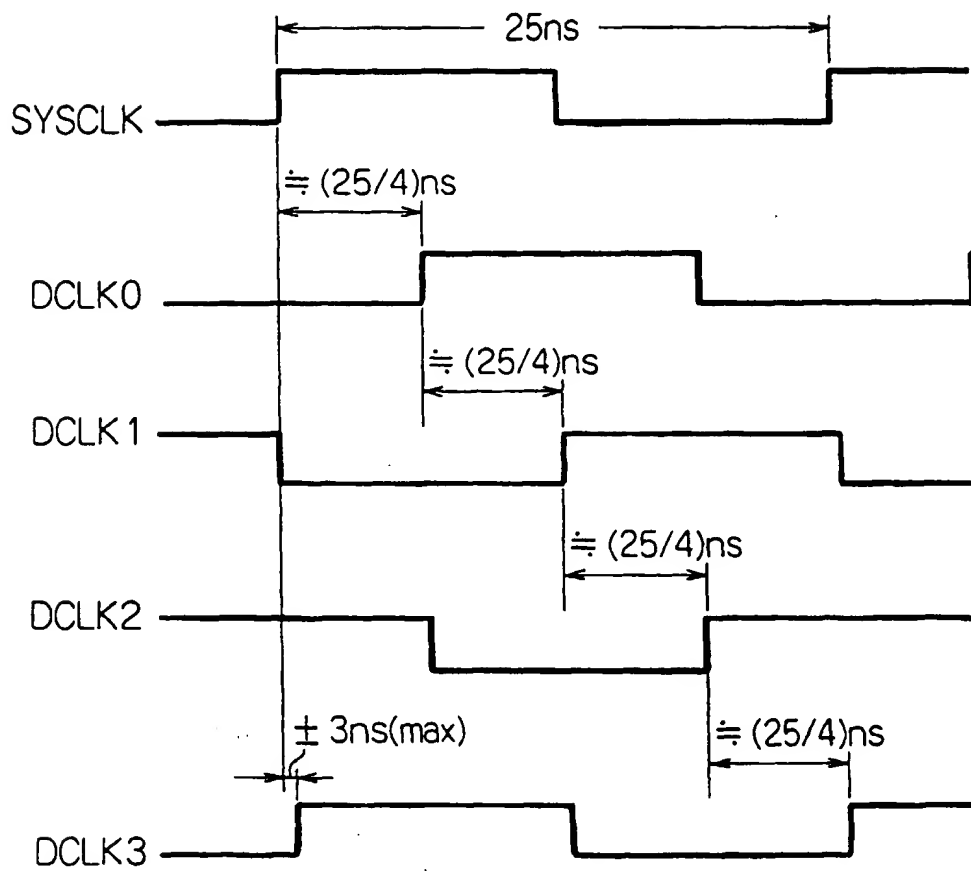 25ns
SYSCLK
≒ (25/4)ns
DCLK0
≒ (25/4)ns
DCLK1
≒ (25/4)ns
DCLK2
± 3ns(max)
≒ (25/4)ns
DCLK3